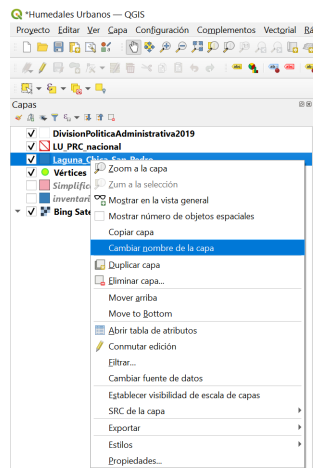 *Humedales Urbanos — QGIS
Proyecto Editar Ver Capa Configuración Complementos Vectorial
Capas
DivisionPoliticaAdministrativa2019
LU_PRC_nacional
Laguna_Chica_San_Pedro
Vértices
Simplific
inventari
Bing Sate
Zoom a la capa
Zum a la selección
Mostrar en la vista general
Mostrar número de objetos espaciales
Copiar capa
Cambiar nombre de la capa
Duplicar capa
Eliminar capa...
Mover arriba
Move to Bottom
Abrir tabla de atributos
Conmutar edición
Filtrar...
Cambiar fuente de datos
Establecer visibilidad de escala de capas
SRC de la capa
Exportar
Estilos
Propiedades...